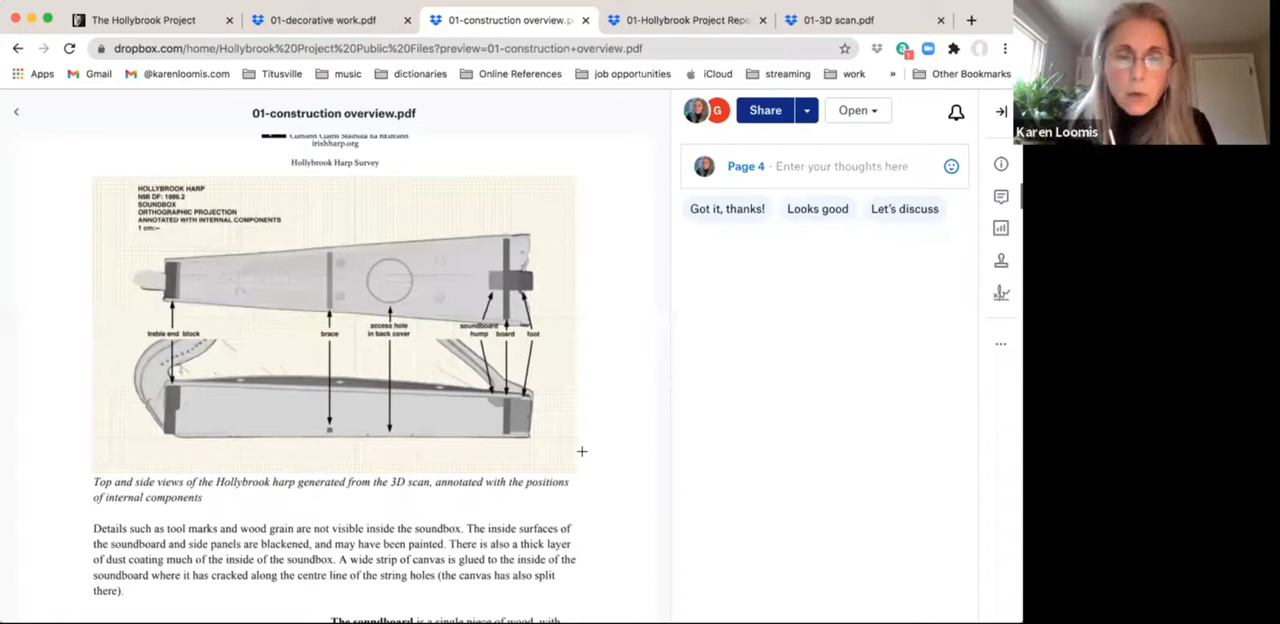 The Hollybrook Project
01-decorative work.pdf
01-construction overview.p
01-Hollybrook Project Repo
01-3D scan.pdf
dropbox.com/home/Hollybrook%20Project%20Public%20Files?preview=01-construction+overview.pdf
Apps
Gmail
@karenloomis.com
Titusville
music
dictionaries
Online References
job opportunities
iCloud
streaming
work
»
Other Bookmarks
01-construction overview.pdf
G
Share
Open
Karen Loomis
irishharp.org
Hollybrook Harp Survey
Page 4 · Enter your thoughts here
Got it, thanks!
Looks good
Let's discuss
HOLLYBROOK HARP
NMI DF: 1986.2
SOUNDBOX
ORTHOGRAPHIC PROJECTION
ANNOTATED WITH INTERNAL COMPONENTS
1 cm:-
treble end block
brace
access hole
in back cover
soundboard
hump
board
foot
Top and side views of the Hollybrook harp generated from the 3D scan, annotated with the positions
of internal components
Details such as tool marks and wood grain are not visible inside the soundbox. The inside surfaces of
the soundboard and side panels are blackened, and may have been painted. There is also a thick layer
of dust coating much of the inside of the soundbox. A wide strip of canvas is glued to the inside of the
soundboard where it has cracked along the centre line of the string holes (the canvas has also split
there).
The soundboard is a single piece of wood, with